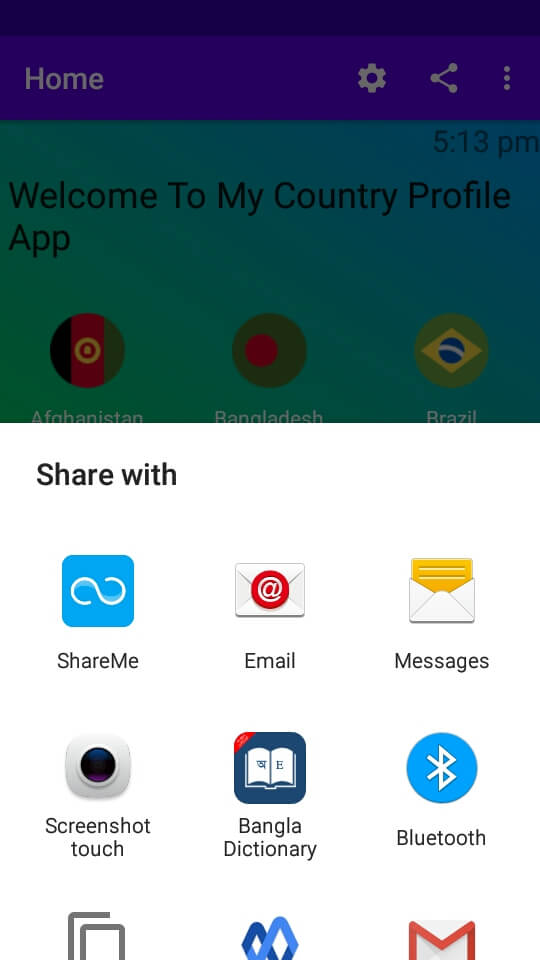 Home
5:13 pm
Welcome To My Country Profile
App
Afghanistan
Bangladesh
Brazil
Share with
ShareMe
Email
Messages
অ E
Screenshot
touch
Bangla
Dictionary
Bluetooth